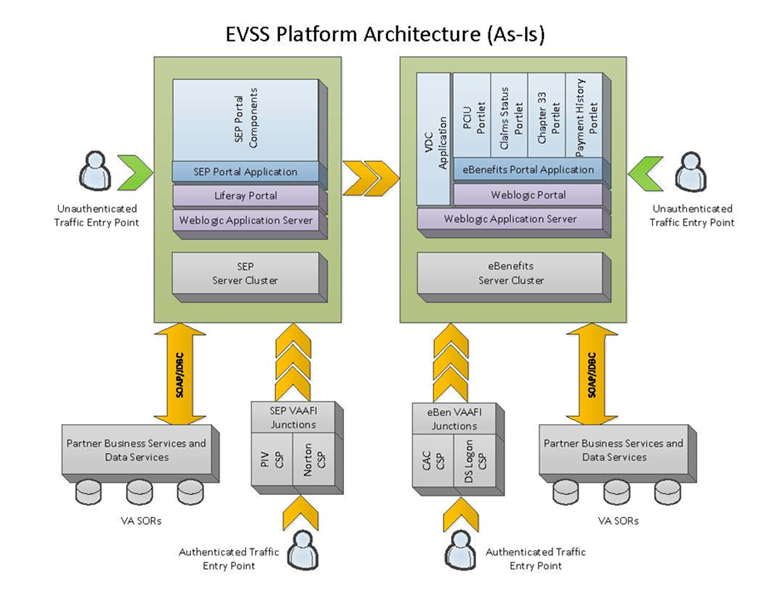 EVSS Platform Architecture (As-Is)
SEP Portal
Components
SEP Portal Application
Liferay Portal
Weblogic Application Server
SEP
Server Cluster
VDC
Application
PCIU
Portlet
Claims Status
Portlet
Chapter 33
Portlet
Payment History
Portlet
eBenefits Portal Application
Weblogic Portal
Weblogic Application Server
eBenefits
Server Cluster
Unauthenticated
Traffic Entry Point
Unauthenticated
Traffic Entry Point
SOAP/JDBC
SOAP/JDBC
SEP VAAFI
Junctions
PIV
CSP
Norton
CSP
eBen VAAFI
Junctions
CAC
CSP
DS Logon
CSP
Partner Business Services and
Data Services
VA SORs
Partner Business Services and
Data Services
VA SORs
Authenticated Traffic
Entry Point
Authenticated Traffic
Entry Point